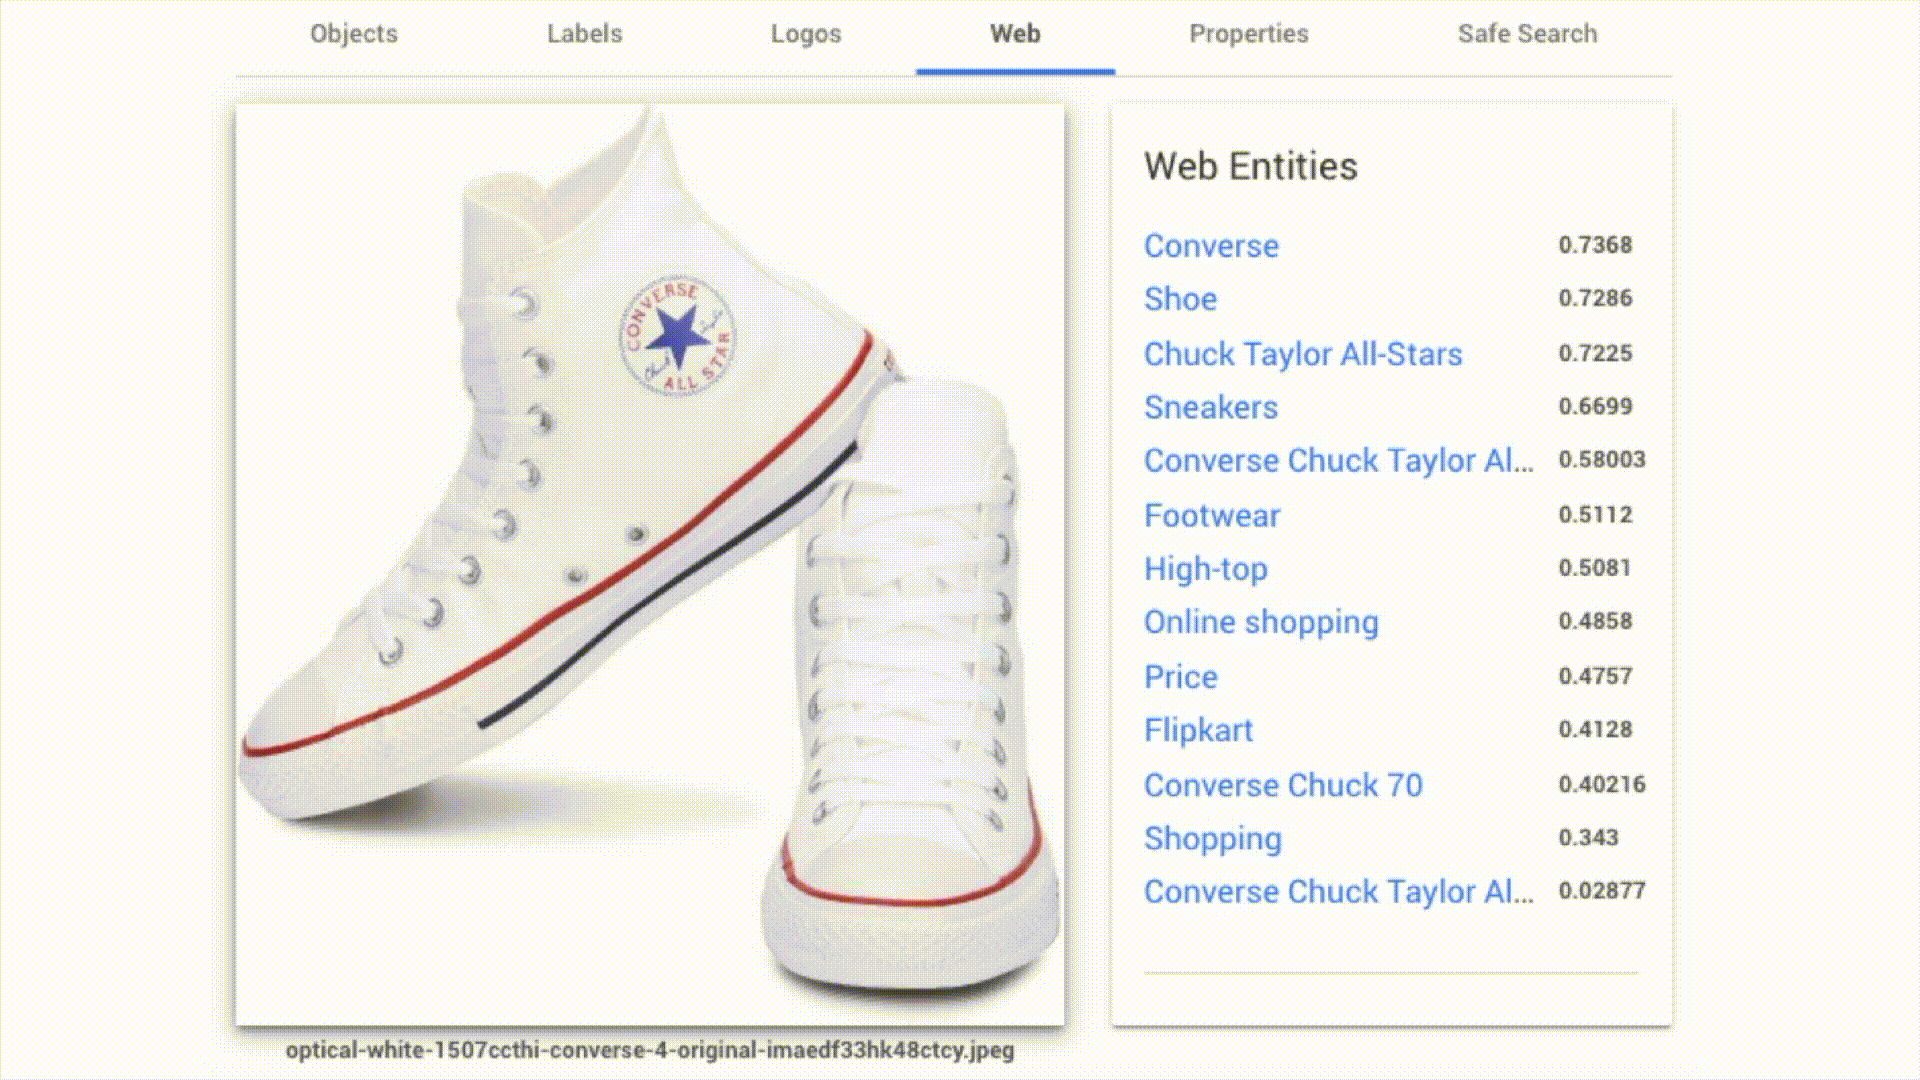 Objects Labels Logos Web Properties Safe Search
CONVERSE
ALL STAR
Web Entities
Converse 0.7368
Shoe 0.7286
Chuck Taylor All-Stars 0.7225
Sneakers 0.6699
Converse Chuck Taylor Al... 0.58003
Footwear 0.5112
High-top 0.5081
Online shopping 0.4858
Price 0.4757
Flipkart 0.4128
Converse Chuck 70 0.40216
Shopping 0.343
Converse Chuck Taylor Al... 0.02877
optical-white-1507ccthi-converse-4-original-imaedf33hk48ctcy.jpeg